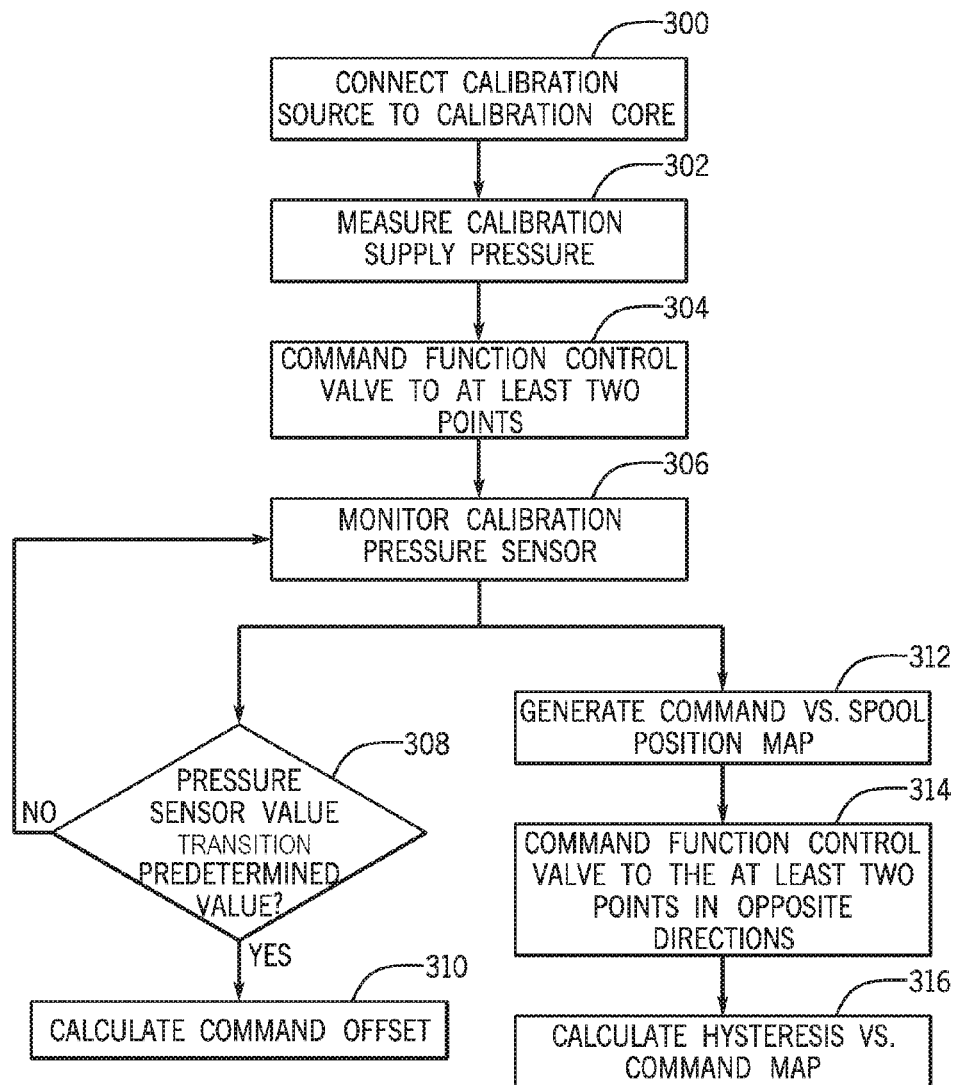 300
CONNECT CALIBRATION
SOURCE TO CALIBRATION CORE
302
MEASURE CALIBRATION
SUPPLY PRESSURE
304
COMMAND FUNCTION CONTROL
VALVE TO AT LEAST TWO
POINTS
306
MONITOR CALIBRATION
PRESSURE SENSOR
308
PRESSURE
SENSOR VALUE
TRANSITION
PREDETERMINED
VALUE?
NO
YES
310
CALCULATE COMMAND OFFSET
312
GENERATE COMMAND VS. SPOOL
POSITION MAP
314
COMMAND FUNCTION CONTROL
VALVE TO THE AT LEAST TWO
POINTS IN OPPOSITE
DIRECTIONS
316
CALCULATE HYSTERESIS VS.
COMMAND MAP